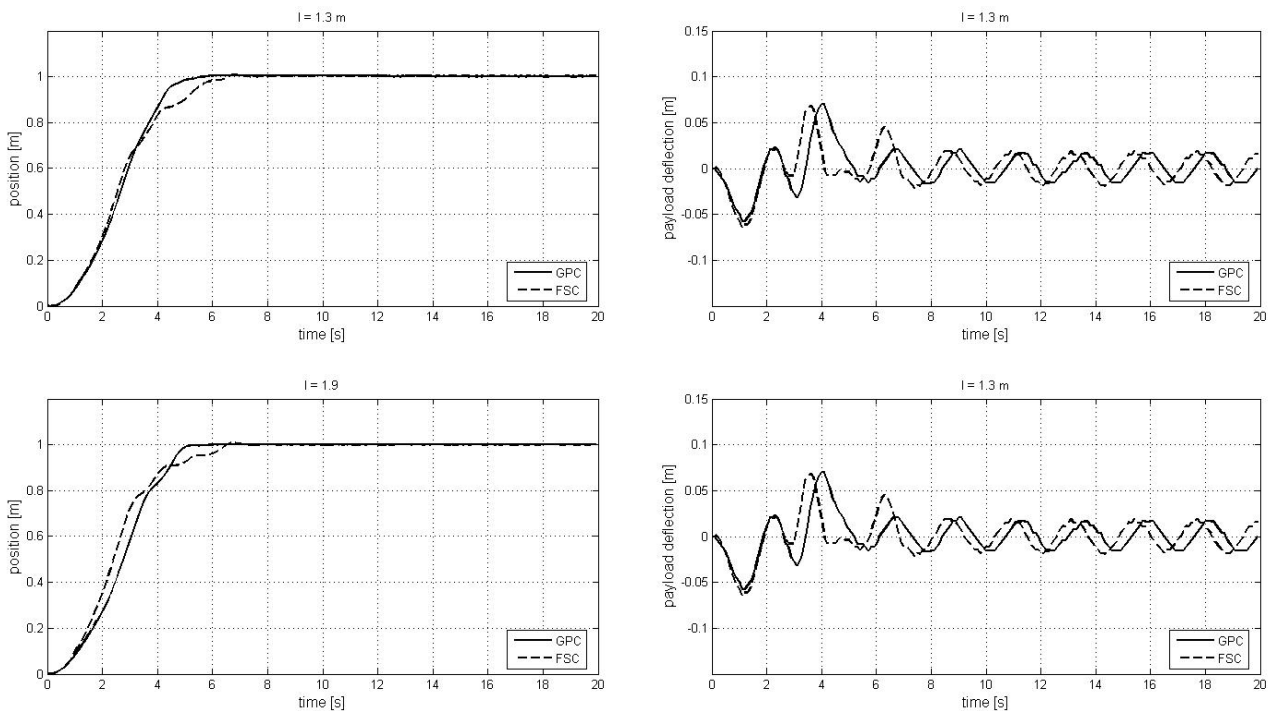 l = 1.3 m
1
0.8
0.6
0.4
0.2
0
position [m]
0 2 4 6 8 10 12 14 16 18 20
time [s]
GPC
FSC
l = 1.3 m
0.15
0.1
0.05
0
-0.05
-0.1
payload deflection [m]
0 2 4 6 8 10 12 14 16 18 20
time [s]
GPC
FSC
l = 1.9
1
0.8
0.6
0.4
0.2
0
position [m]
0 2 4 6 8 10 12 14 16 18 20
time [s]
GPC
FSC
l = 1.3 m
0.15
0.1
0.05
0
-0.05
-0.1
payload deflection [m]
0 2 4 6 8 10 12 14 16 18 20
time [s]
GPC
FSC